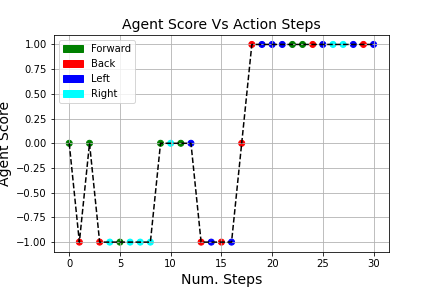 Agent Score Vs Action Steps
Agent Score
1.00
0.75
0.50
0.25
0.00
−0.25
−0.50
−0.75
−1.00
Forward
Back
Left
Right
0
5
10
15
20
25
30
Num. Steps